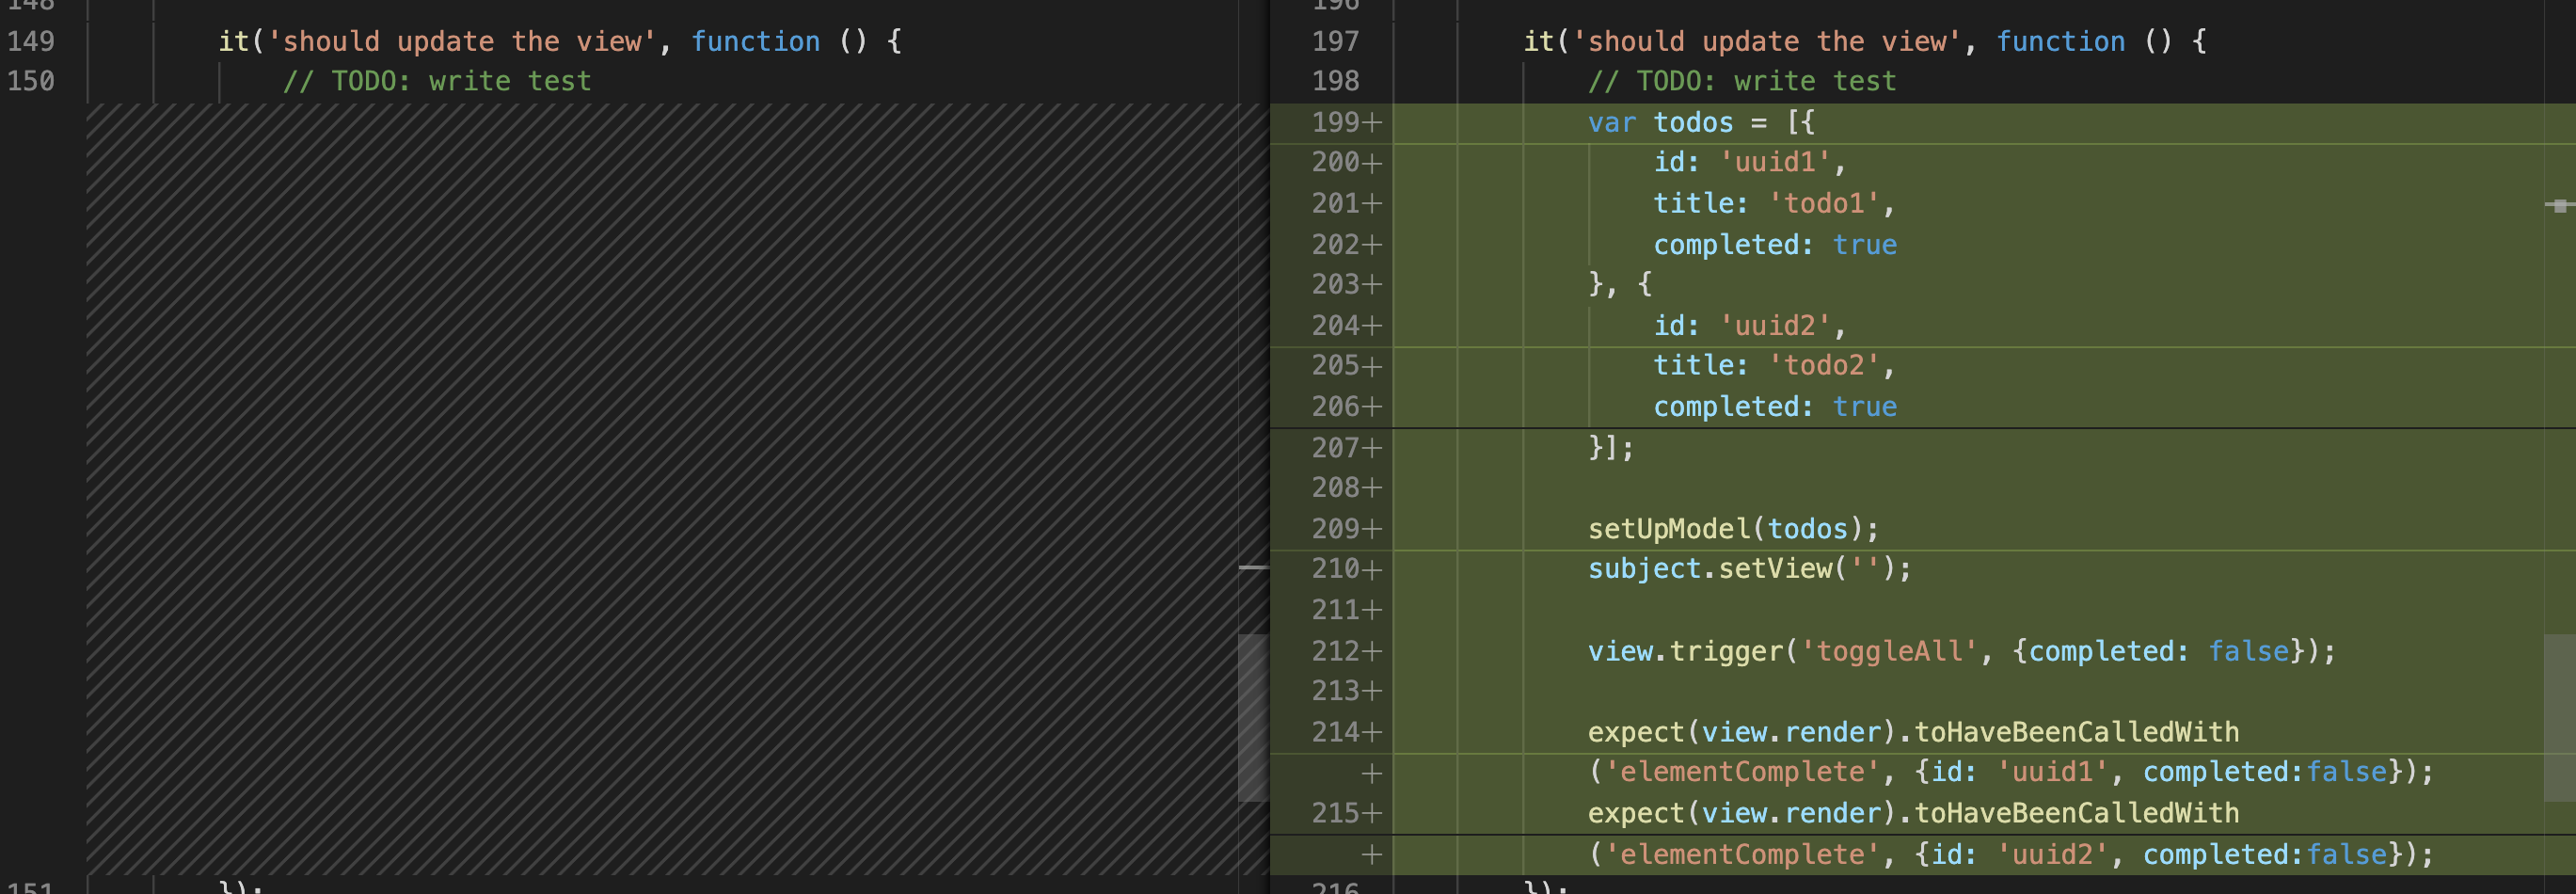 148
149 it('should update the view', function () {
150 // TODO: write test
151 });
196
197 it('should update the view', function () {
198 // TODO: write test
199+ var todos = [{
200+ id: 'uuid1',
201+ title: 'todo1',
202+ completed: true
203+ }, {
204+ id: 'uuid2',
205+ title: 'todo2',
206+ completed: true
207+ }];
208+
209+ setUpModel(todos);
210+ subject.setView('');
211+
212+ view.trigger('toggleAll', {completed: false});
213+
214+ expect(view.render).toHaveBeenCalledWith
+ ('elementComplete', {id: 'uuid1', completed:false});
215+ expect(view.render).toHaveBeenCalledWith
+ ('elementComplete', {id: 'uuid2', completed:false});
216 });